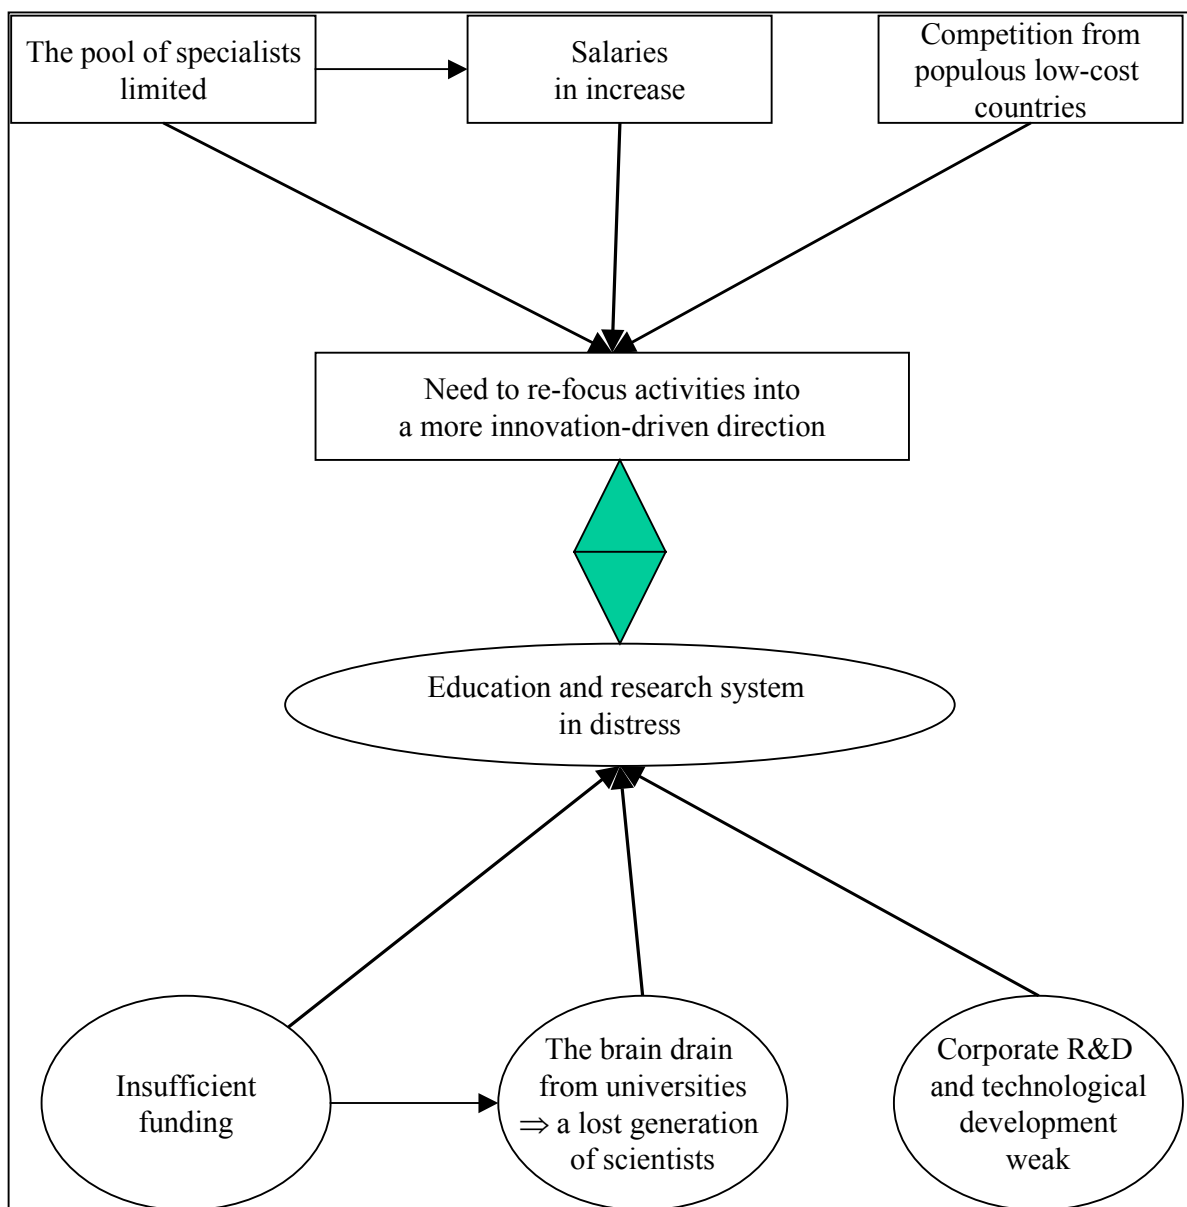 The pool of specialists
limited
Salaries
in increase
Competition from
populous low-cost
countries
Need to re-focus activities into
a more innovation-driven direction
Education and research system
in distress
Insufficient
funding
The brain drain
from universities
⇒ a lost generation
of scientists
Corporate R&D
and technological
development
weak